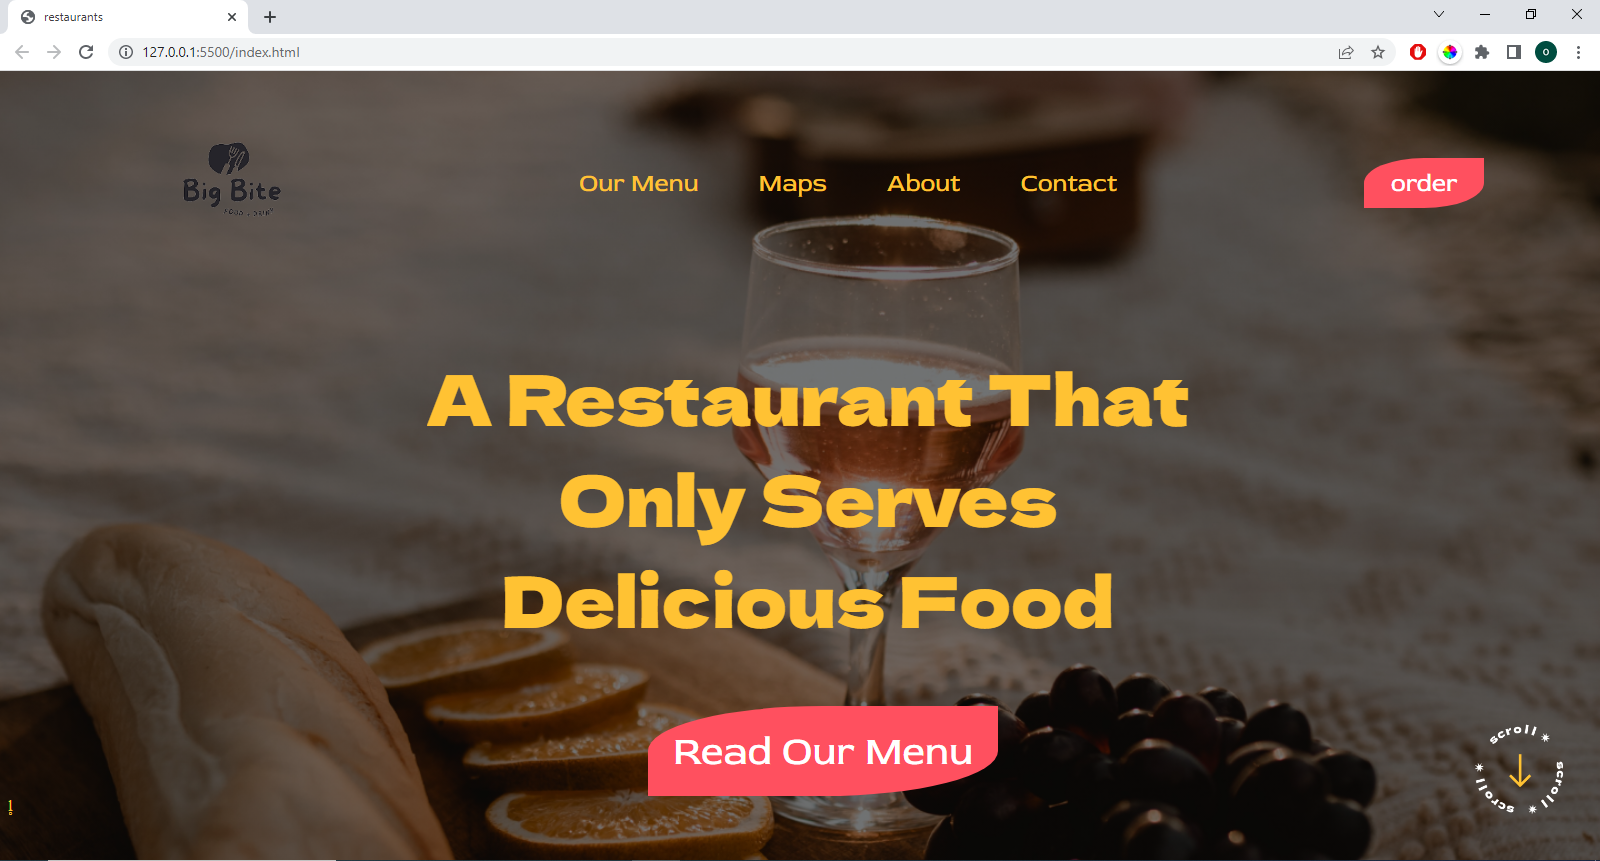 restaurants
127.0.0.1:5500/index.html
O
Big Bite
Our Menu Maps About Contact
order
A Restaurant That
Only Serves
Delicious Food
Read Our Menu
scroll * scroll * scroll *